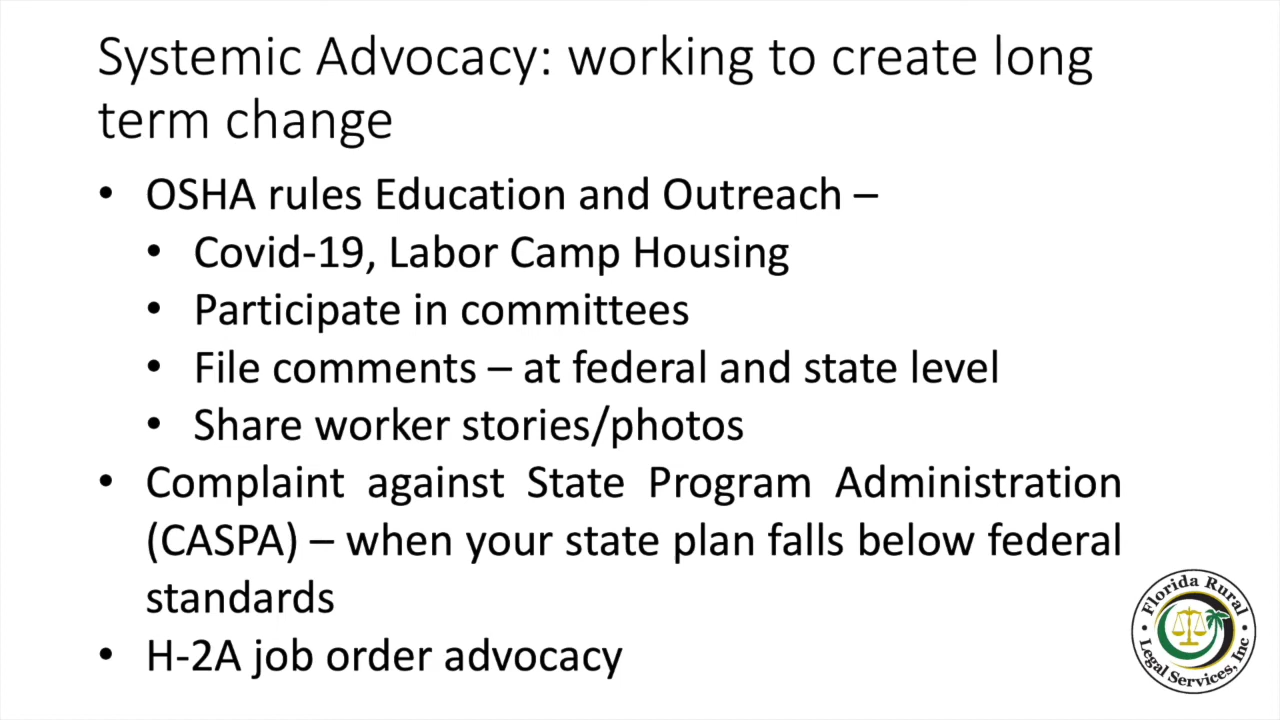 Systemic Advocacy: working to create long
term change
• OSHA rules Education and Outreach –
• Covid-19, Labor Camp Housing
• Participate in committees
• File comments – at federal and state level
• Share worker stories/photos
• Complaint against State Program Administration
(CASPA) – when your state plan falls below federal
standards
• H-2A job order advocacy
Florida Rural
Legal Services, Inc